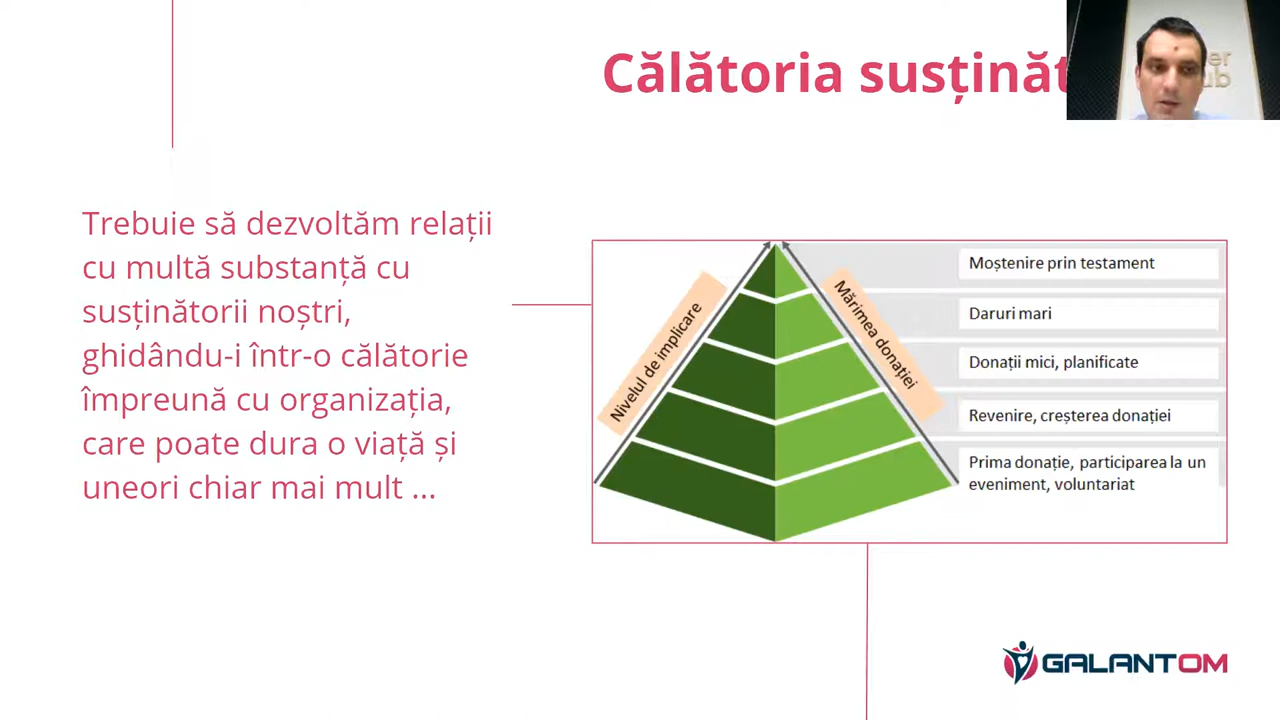 Călătoria
Trebuie să dezvoltăm relații
cu multă substanță cu
susținătorii noștri,
ghidându-i într-o călătorie
împreună cu organizația,
care poate dura o viață și
uneori chiar mai mult ...
Nivelul de implicare
Mărimea donației
Moștenire prin testament
Daruri mari
Donații mici, planificate
Revenire, creșterea donației
Prima donație, participarea la un
eveniment, voluntariat
GALANTOM